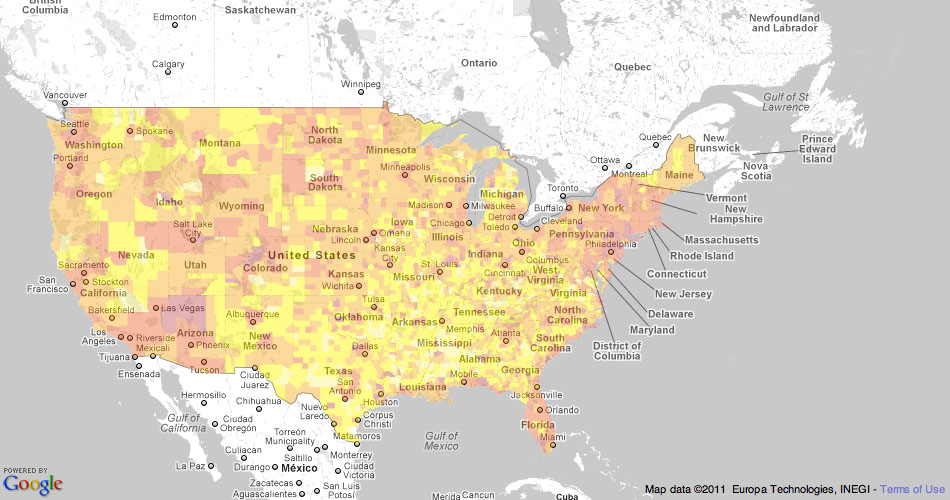 British
Columbia
Edmonton
Saskatchewan
Newfoundland
and Labrador
Calgary
Ontario
Quebec
Winnipeg
Vancouver
Gulf of St
Lawrence
Seattle
Spokane
Washington
Montana
North
Dakota
Minnesota
Quebec
New
Brunswick
Prince
Edward
Island
Portland
Ottawa
Montreal
Maine
Nova
Scotia
Minneapolis
Wisconsin
Oregon
Idaho
South
Dakota
Michigan
Toronto
Vermont
Wyoming
Madison
Milwaukee
Buffalo
New York
New
Hampshire
Detroit
Salt Lake
City
Nebraska
Iowa
Chicago
Toledo
Cleveland
Pennsylvania
Massachusetts
Omaha
Lincoln
Illinois
Ohio
Philadelphia
Rhode Island
Nevada
United States
Kansas
City
Indiana
Columbus
Connecticut
Sacramento
Utah
Colorado
St. Louis
Cincinnati
West
Virginia
San
Francisco
Stockton
California
Kansas
Wichita
Missouri
Kentucky
Virginia
New Jersey
Bakersfield
Las Vegas
Tulsa
Tennessee
Delaware
Albuquerque
Oklahoma
Arkansas
Memphis
North
Carolina
Maryland
Los
Angeles
Riverside
Arizona
Phoenix
New
Mexico
Atlanta
South
Carolina
District of
Columbia
Mexicali
Dallas
Mississippi
Tijuana
Tucson
Alabama
Georgia
Ensenada
Ciudad
Juarez
Texas
San
Antonio
Louisiana
Mobile
Jacksonville
Hermosillo
Chihuahua
Nuevo
Laredo
Houston
Orlando
Gulf of
California
Ciudad
Obregón
Corpus
Christi
Florida
Torreón
Municipality
Matamoros
Gulf of
Mexico
Miami
Culiacan
Saltillo
Monterrey
La Paz
Durango
México
Ciudad
Victoria
POWERED BY
Google
Zacatecas
Aguascalientes
San Luis
Potosí
Merida
Cancun
Cuba
Map data ©2011 Europa Technologies, INEGI - Terms of Use